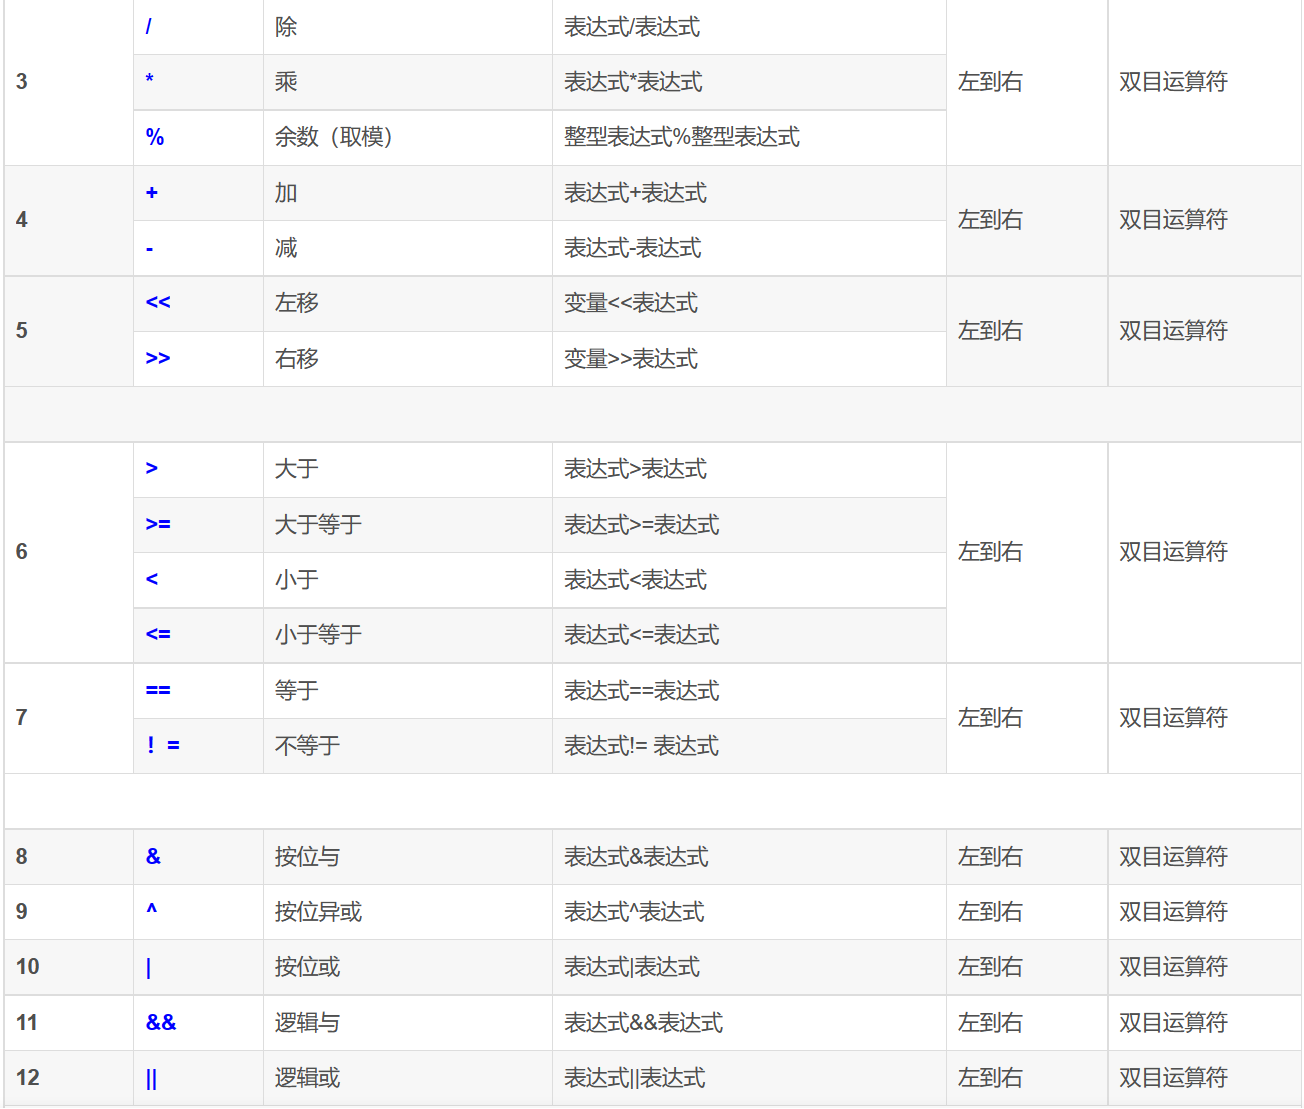 / 除 表达式/表达式
3 * 乘 表达式*表达式 左到右 双目运算符
% 余数（取模） 整型表达式%整型表达式
+ 加 表达式+表达式
4 左到右 双目运算符
- 减 表达式-表达式
<< 左移 变量<<表达式
5 左到右 双目运算符
>> 右移 变量>>表达式
> 大于 表达式>表达式
>= 大于等于 表达式>=表达式
6 左到右 双目运算符
< 小于 表达式<表达式
<= 小于等于 表达式<=表达式
== 等于 表达式==表达式
7 左到右 双目运算符
！= 不等于 表达式!= 表达式
8 & 按位与 表达式&表达式 左到右 双目运算符
9 ^ 按位异或 表达式^表达式 左到右 双目运算符
10 | 按位或 表达式|表达式 左到右 双目运算符
11 && 逻辑与 表达式&&表达式 左到右 双目运算符
12 || 逻辑或 表达式||表达式 左到右 双目运算符